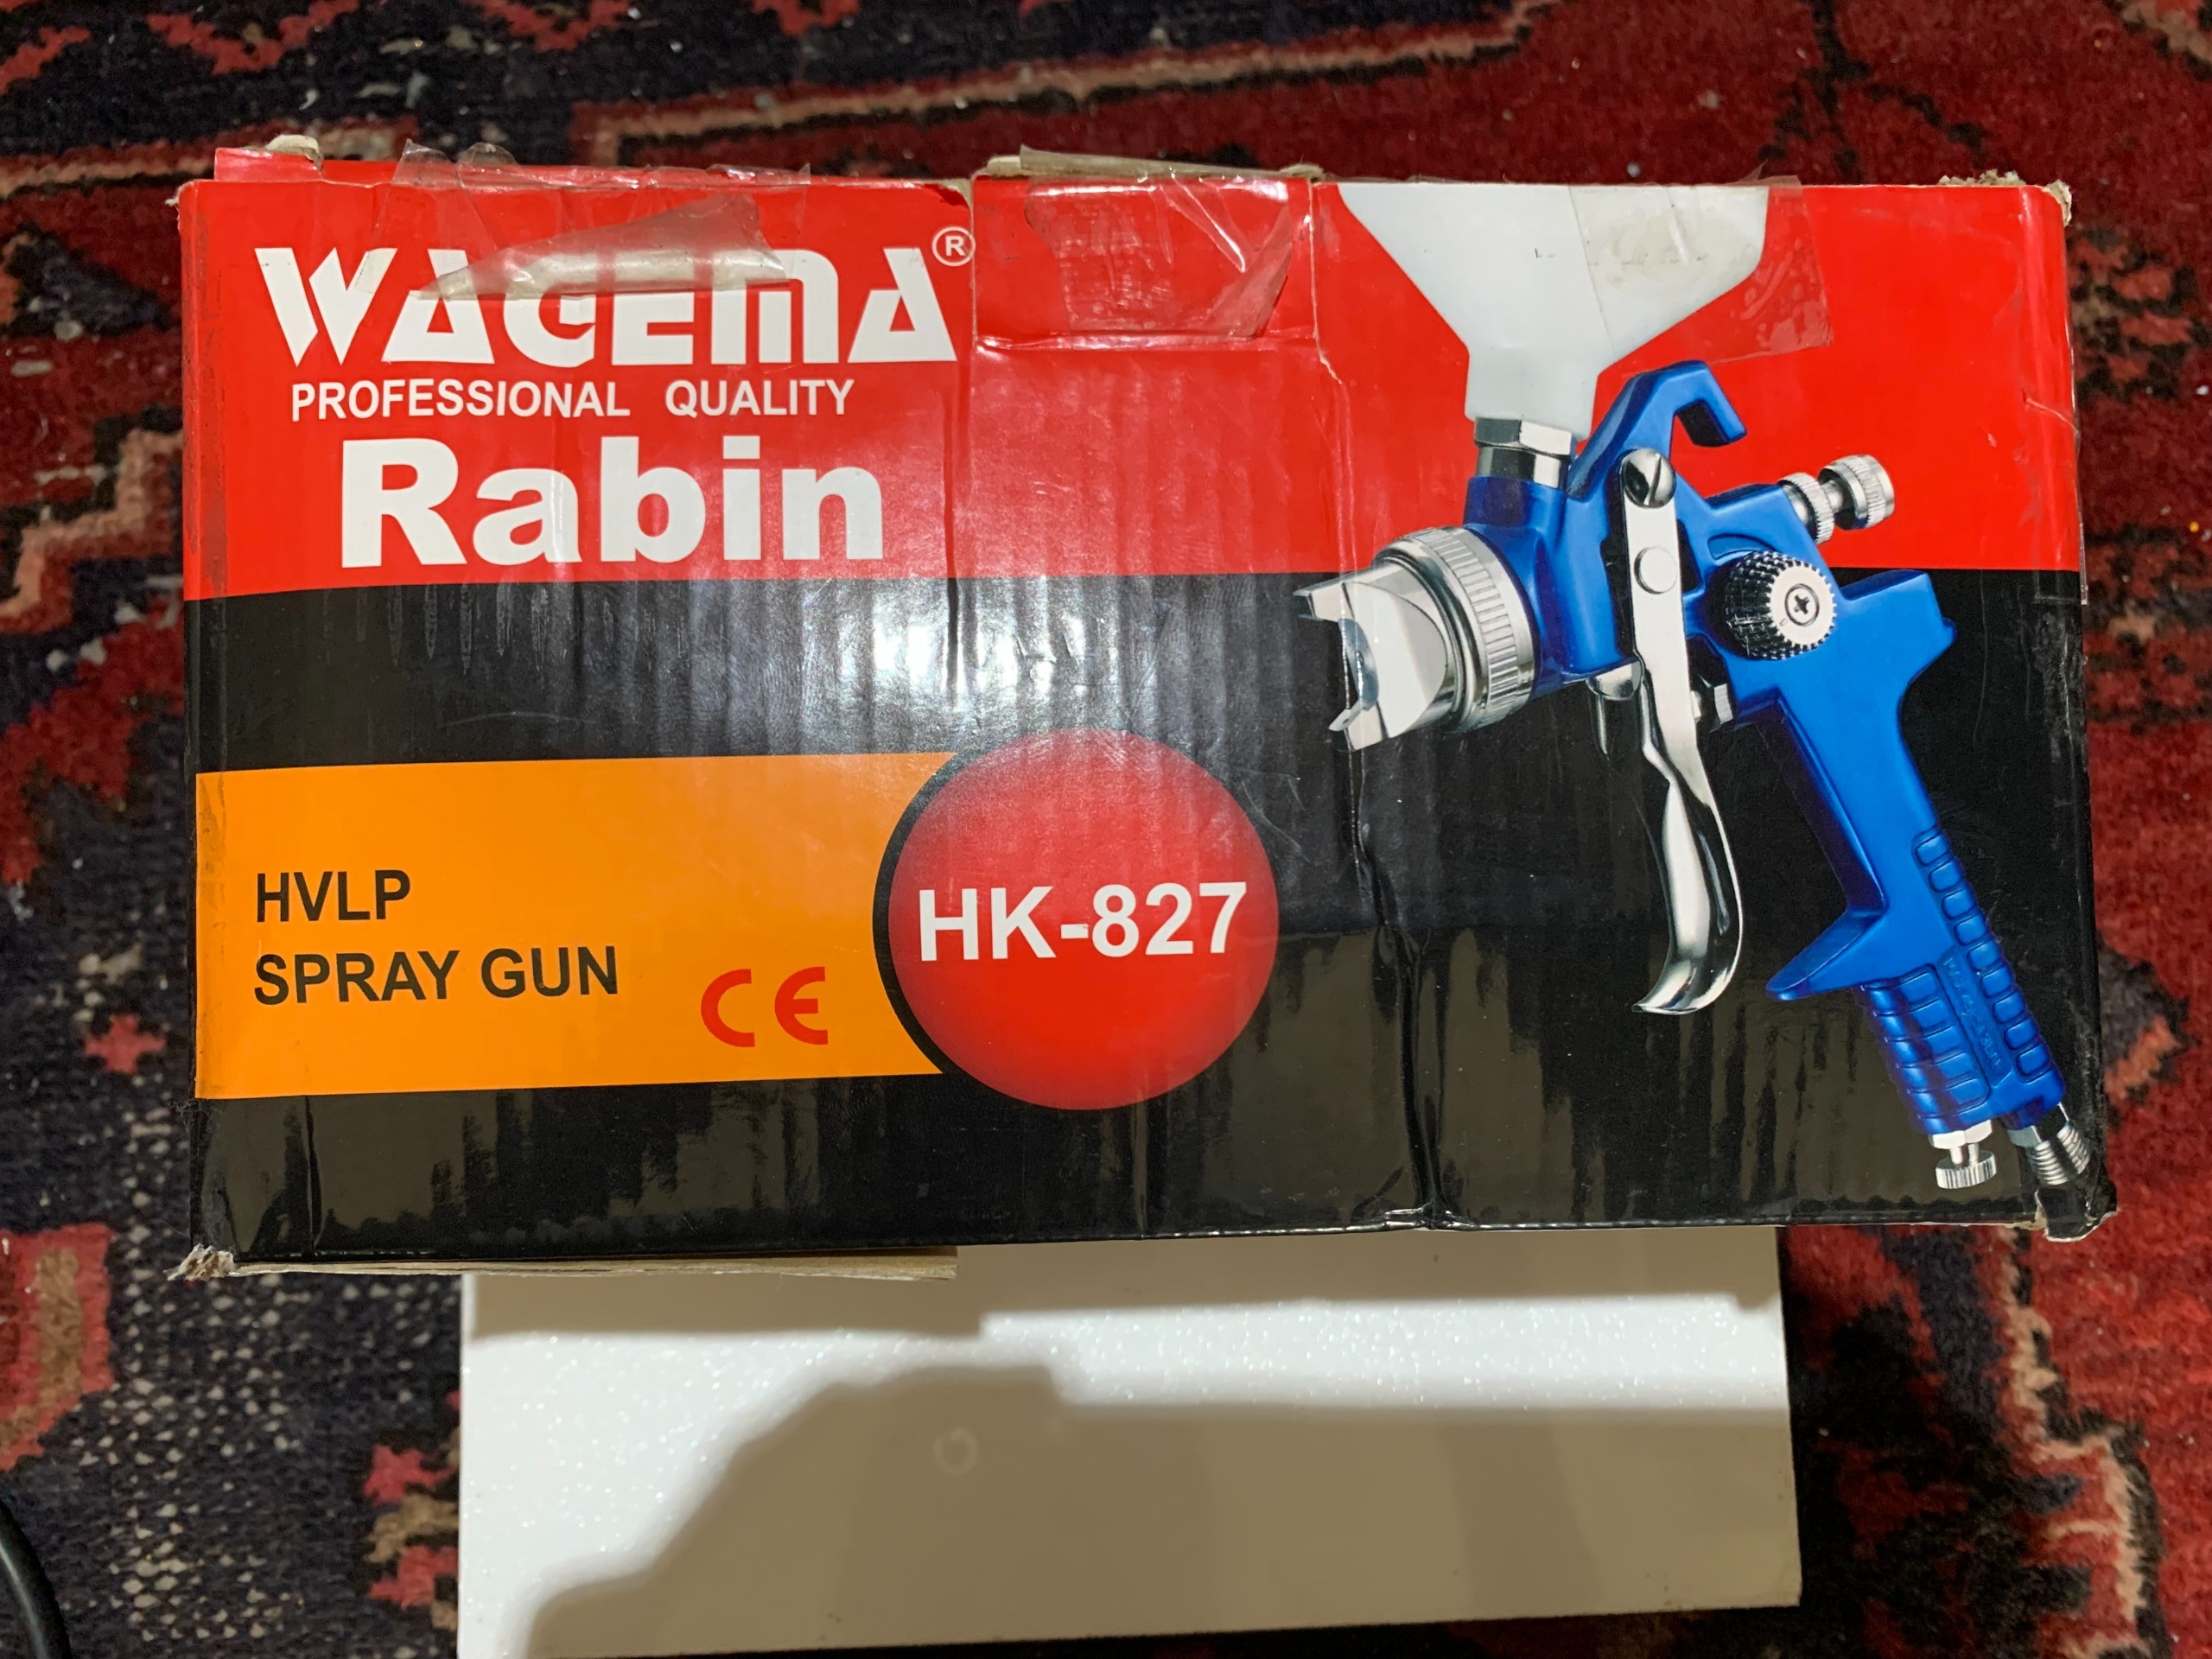 WAGEMA®
PROFESSIONAL QUALITY
Rabin
HVLP
SPRAY GUN
CE
HK-827